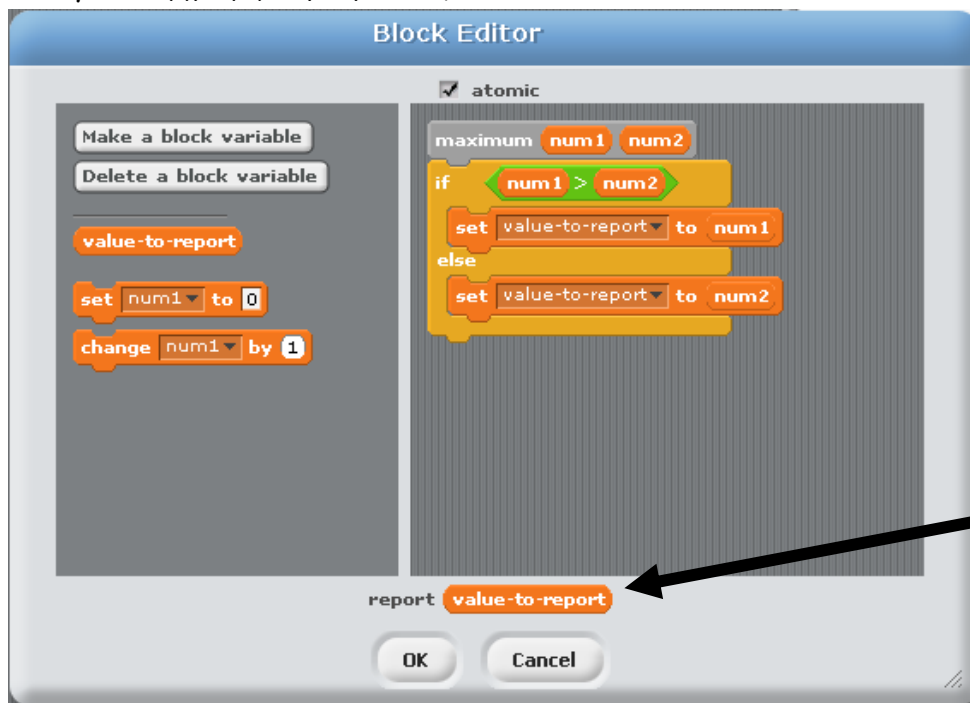 Block Editor
atomic
Make a block variable
Delete a block variable
value-to-report
set num1 to 0
change num1 by 1
maximum num1 num2
if num1 > num2
set value-to-report to num1
else
set value-to-report to num2
report value-to-report
OK Cancel